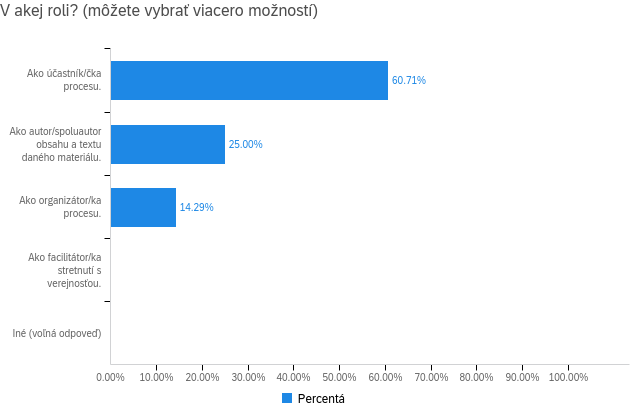 V akej roli? (môžete vybrať viacero možností)
Ako účastník/čka
procesu.
60.71%
Ako autor/spoluautor
obsahu a textu
daného materiálu.
25.00%
Ako organizátor/ka
procesu.
14.29%
Ako facilitátor/ka
stretnutí s
verejnosťou.
Iné (voľná odpoveď)
0.00% 10.00% 20.00% 30.00% 40.00% 50.00% 60.00% 70.00% 80.00% 90.00% 100.00%
Percentá